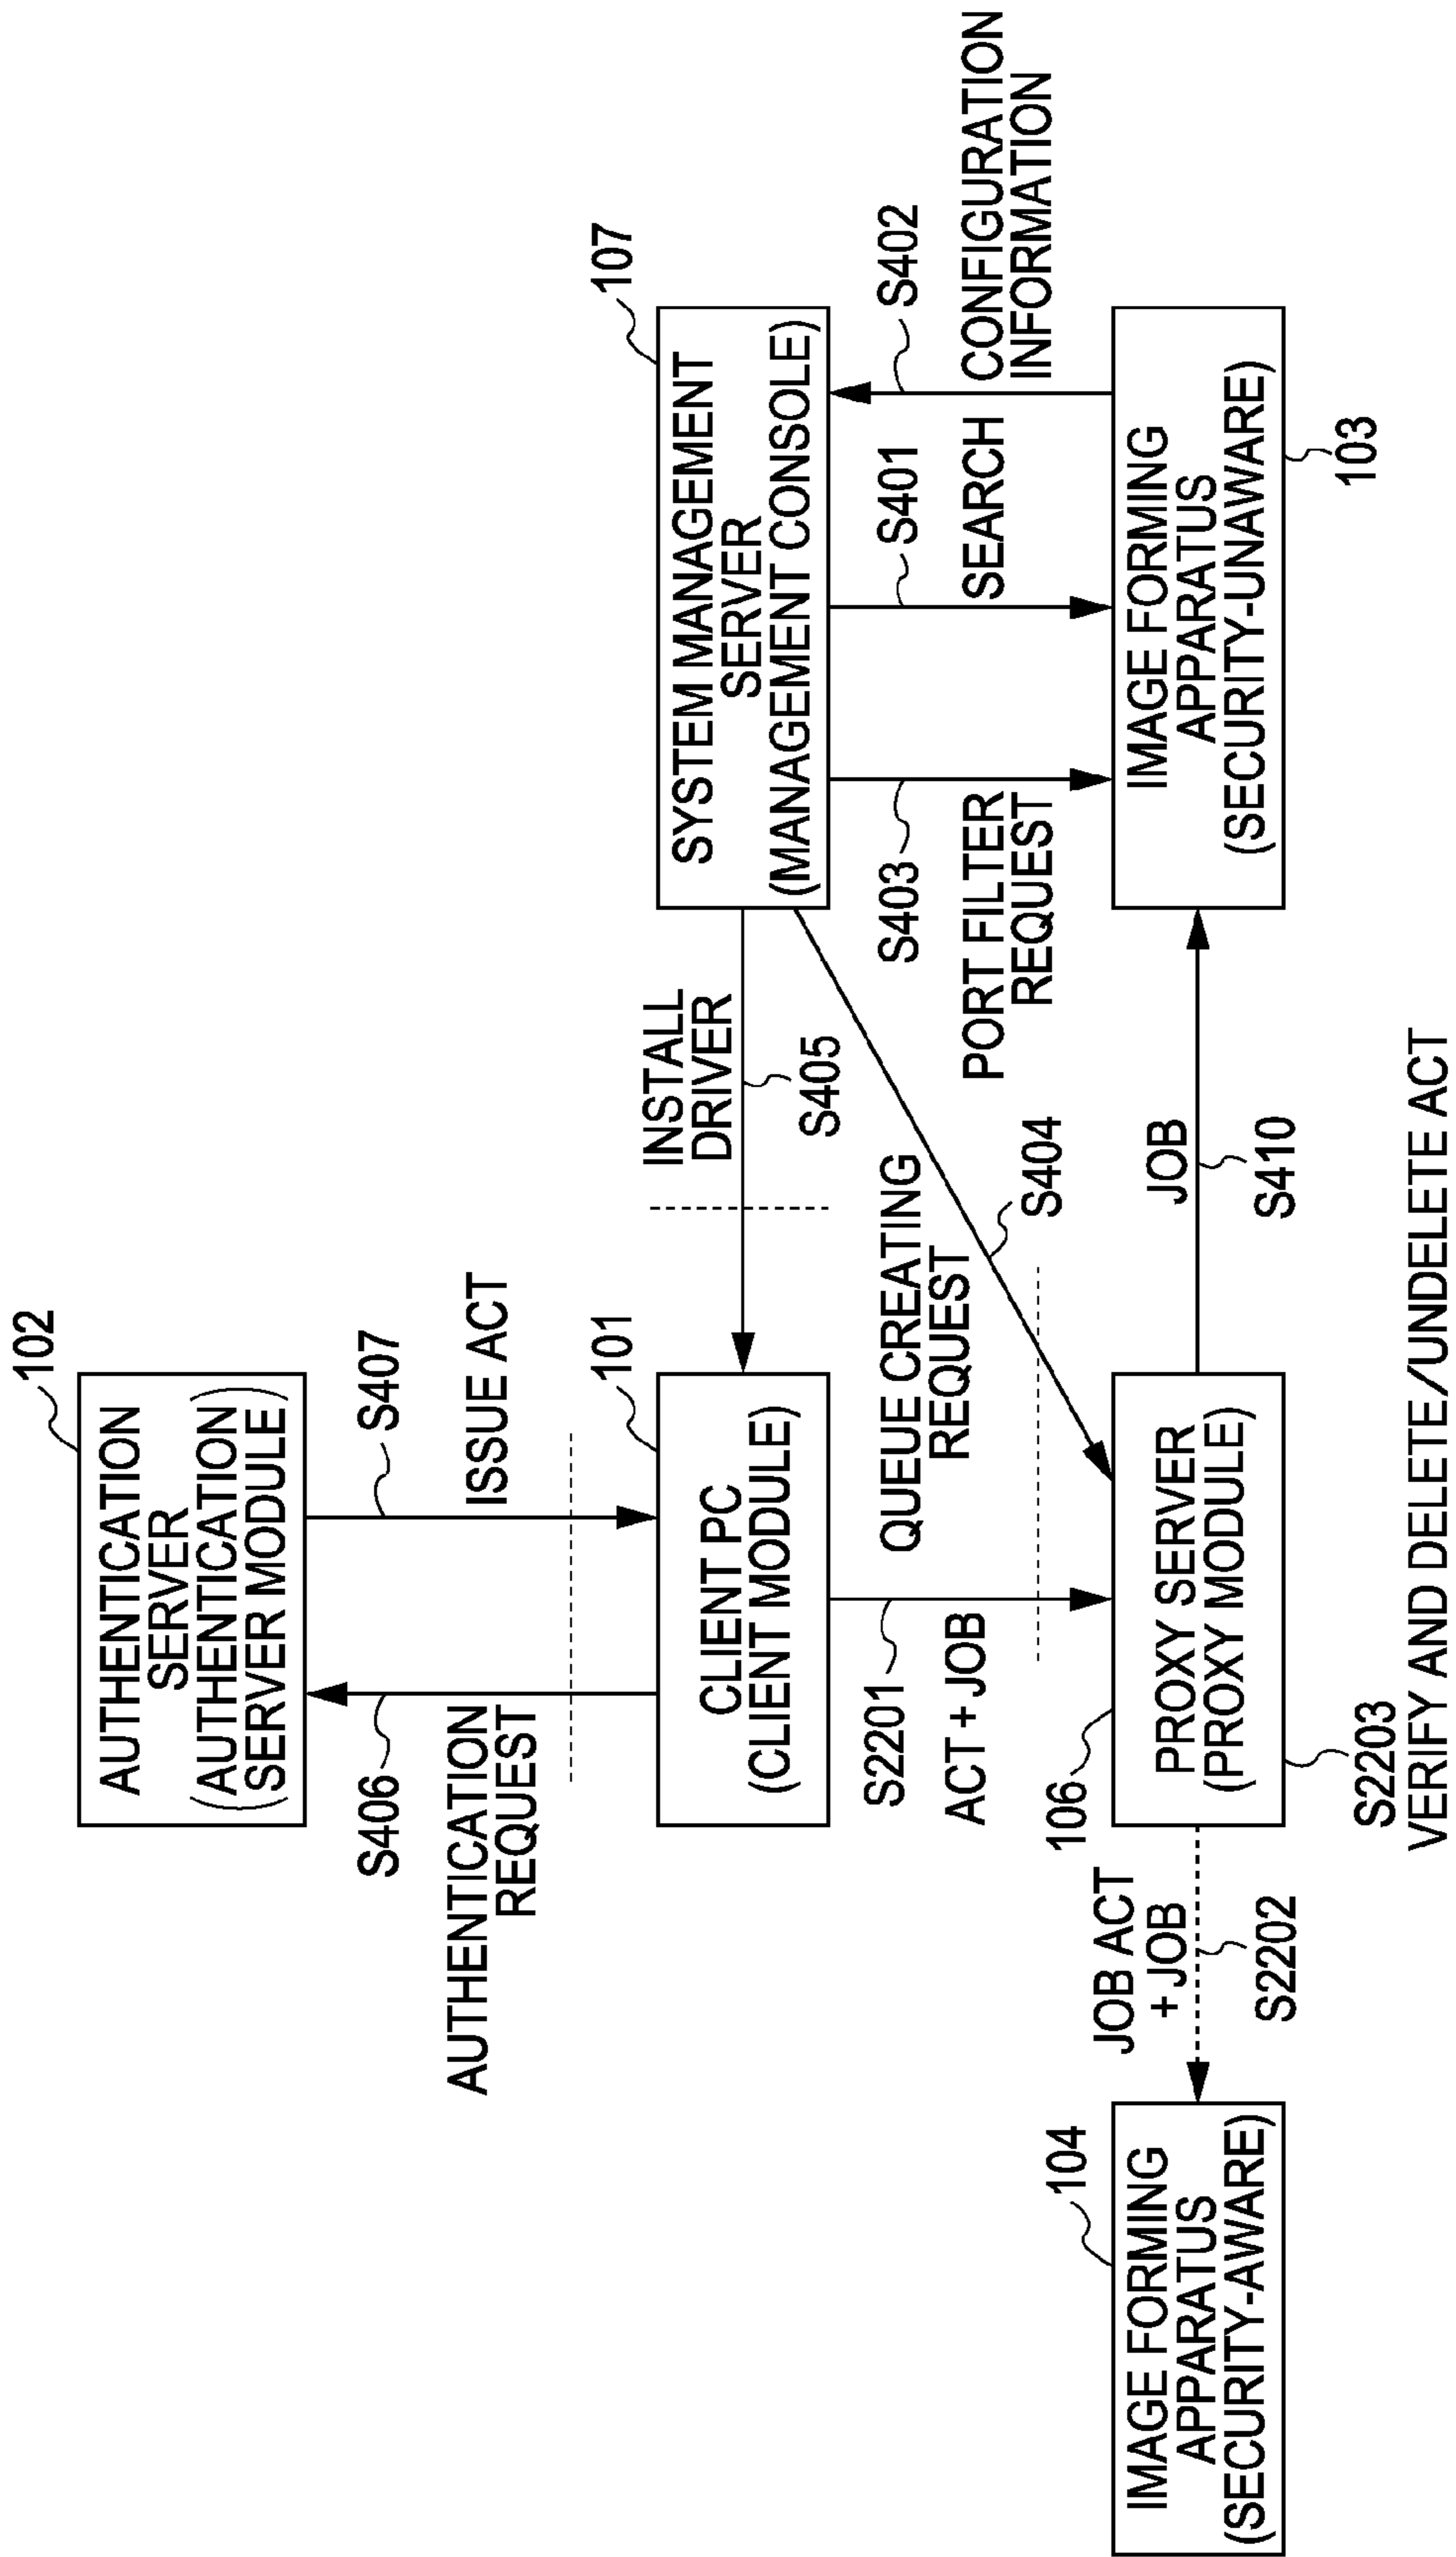 102
AUTHENTICATION
SERVER
(AUTHENTICATION
SERVER MODULE)
S406
AUTHENTICATION
REQUEST
S407
ISSUE ACT
101
CLIENT PC
(CLIENT MODULE)
INSTALL
DRIVER
S405
107
SYSTEM MANAGEMENT
SERVER
(MANAGEMENT CONSOLE)
S2201
ACT + JOB
QUEUE CREATING
REQUEST
S404
S403
PORT FILTER
REQUEST
S401
SEARCH
S402
CONFIGURATION
INFORMATION
104
IMAGE FORMING
APPARATUS
(SECURITY-AWARE)
JOB ACT
+ JOB
S2202
106
PROXY SERVER
(PROXY MODULE)
JOB
S410
IMAGE FORMING
APPARATUS
(SECURITY-UNAWARE)
103
S2203
VERIFY AND DELETE/UNDELETE ACT